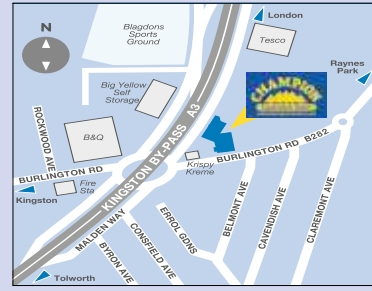 London
Blagdons
Sports
Ground
N
Tesco
Raynes
Park
Big Yellow
Self
Storage
CHAMPION
ROCKWOOD AVE
B&Q
KINGSTON BY-PASS A3
BURLINGTON RD B282
BURLINGTON RD
Krispy
Kreme
Fire
Sta
Kingston
MALDEN WAY
BYRON AVE
CONSFIELD AVE
ERROL GDNS
BELMONT AVE
CAVENDISH AVE
CLAREMONT AVE
Tolworth